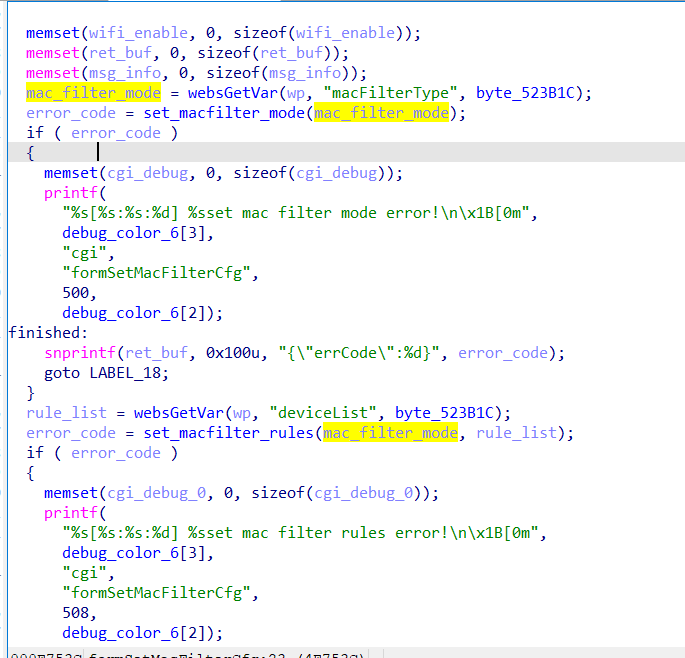 memset(wifi_enable, 0, sizeof(wifi_enable));
memset(ret_buf, 0, sizeof(ret_buf));
memset(msg_info, 0, sizeof(msg_info));
mac_filter_mode = websGetVar(wp, "macFilterType", byte_523B1C);
error_code = set_macfilter_mode(mac_filter_mode);
if ( error_code )
{
memset(cgi_debug, 0, sizeof(cgi_debug));
printf(
"%s[%s:%s:%d] %sset mac filter mode error!\n\x1B[0m",
debug_color_6[3],
"cgi",
"formSetMacFilterCfg",
500,
debug_color_6[2]);
finished:
snprintf(ret_buf, 0x100u, "{\"errCode\":%d}", error_code);
goto LABEL_18;
}
rule_list = websGetVar(wp, "deviceList", byte_523B1C);
error_code = set_macfilter_rules(mac_filter_mode, rule_list);
if ( error_code )
{
memset(cgi_debug_0, 0, sizeof(cgi_debug_0));
printf(
"%s[%s:%s:%d] %sset mac filter rules error!\n\x1B[0m",
debug_color_6[3],
"cgi",
"formSetMacFilterCfg",
508,
debug_color_6[2]);